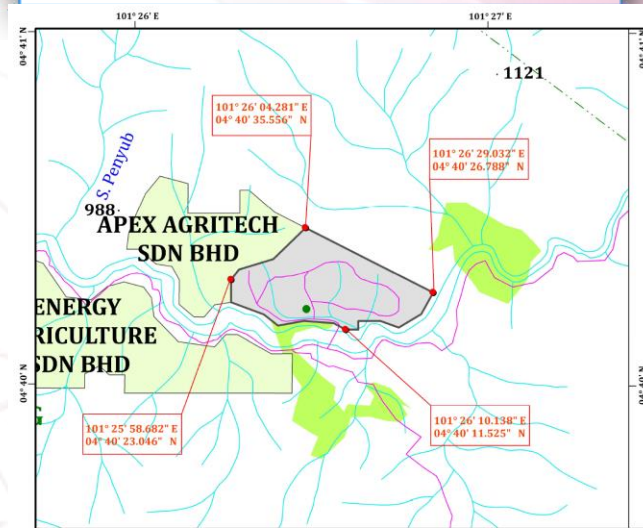 101° 26' E
101° 27' E
04° 41' N
04° 41' N
1121
101° 26' 04.281" E
04° 40' 35.556" N
101° 26' 29.032" E
04° 40' 26.788" N
S. Penyub
988
APEX AGRITECH
SDN BHD
ENERGY
RICULTURE
SDN BHD
04° 40' N
04° 40' N
101° 25' 58.682" E
04° 40' 23.046" N
101° 26' 10.138" E
04° 40' 11.525" N